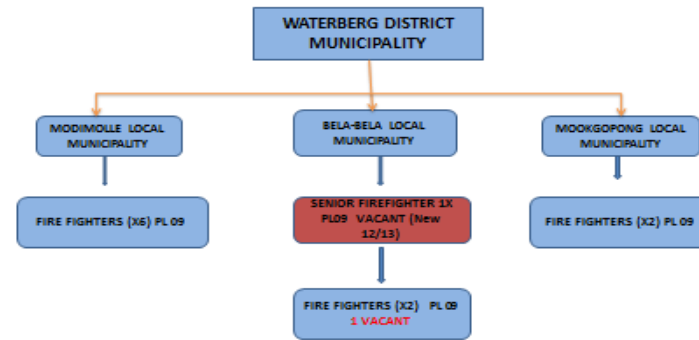 WATERBERG DISTRICT
MUNICIPALITY
MODIMOLLE LOCAL
MUNICIPALITY
BELA-BELA LOCAL
MUNICIPALITY
MOOKGOPONG LOCAL
MUNICIPALITY
FIRE FIGHTERS (X6) PL 09
SENIOR FIREFIGHTER 1X
PL09 VACANT (New
12/13)
FIRE FIGHTERS (X2) PL 09
FIRE FIGHTERS (X2) PL 09
1 VACANT